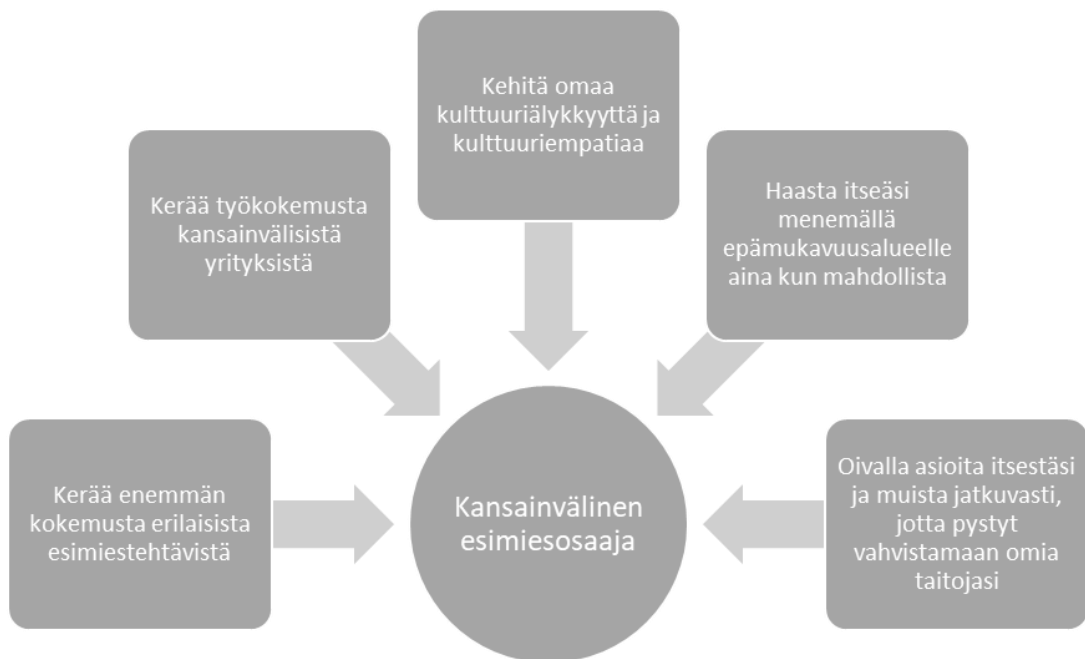 Kehitä omaa
kulttuuriälykkyyttä ja
kulttuuriempatiaa
Kerää työkokemusta
kansainvälisistä
yrityksistä
Haasta itseäsi
menemällä
epämukavuusalueelle
aina kun mahdollista
Kerää enemmän
kokemusta erilaisista
esimiestehtävistä
Kansainvälinen
esimiesosaaja
Oivalla asioita itsestäsi
ja muista jatkuvasti,
jotta pystyt
vahvistamaan omia
taitojasi